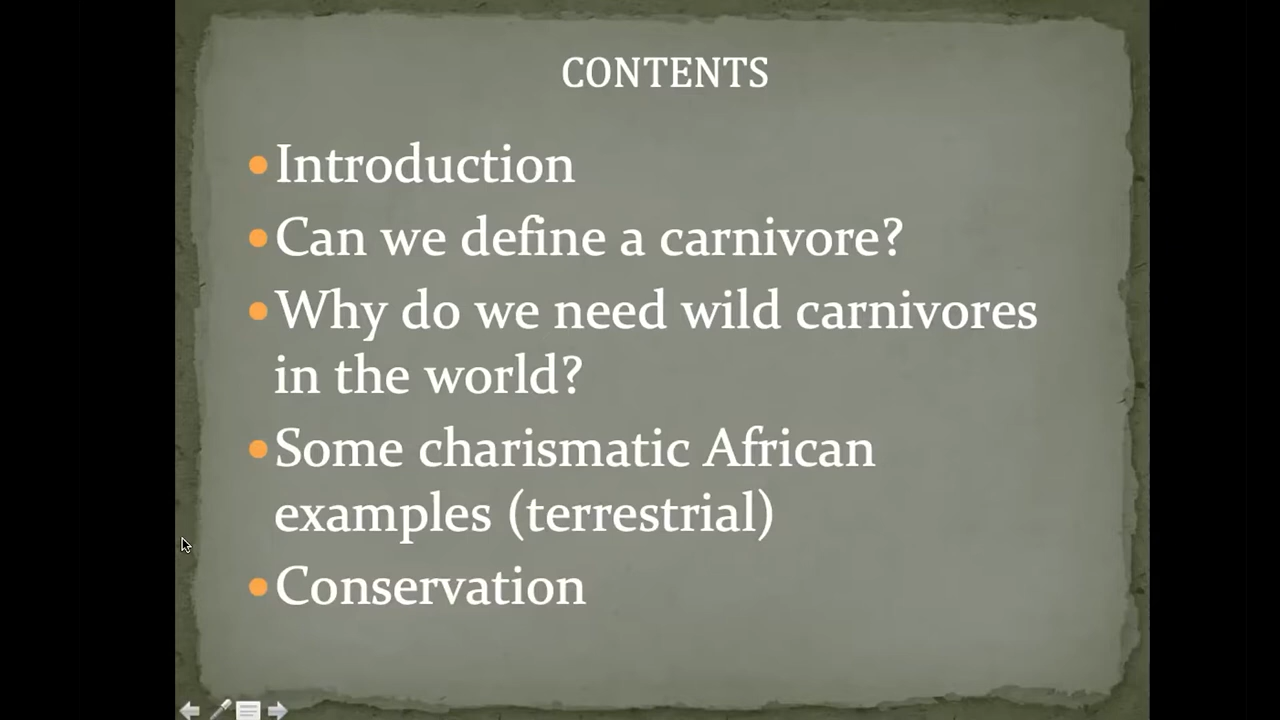 CONTENTS
Introduction
Can we define a carnivore?
Why do we need wild carnivores
in the world?
Some charismatic African
examples (terrestrial)
Conservation